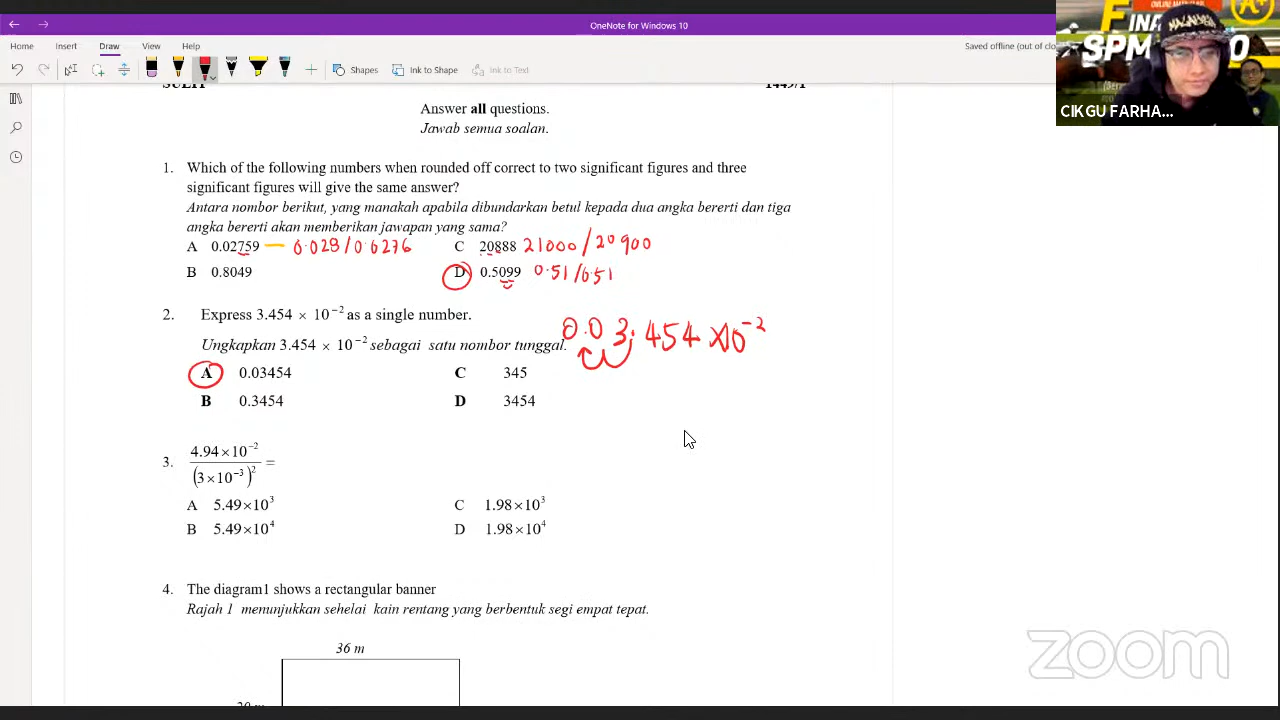 OneNote for Windows 10
Home Insert Draw View Help
Saved offline (out of
Shapes Ink to Shape Ink to Text
F
INA
SPM
A+
MALAYSIA
CIKGU FARHA...
SULIT 1449/1
Answer all questions.
Jawab semua soalan.
1. Which of the following numbers when rounded off correct to two significant figures and three
significant figures will give the same answer?
Antara nombor berikut, yang manakah apabila dibundarkan betul kepada dua angka bererti dan tiga
angka bererti akan memberikan jawapan yang sama?
A 0.02759 — 0.028/0.0276 C 20888 21000/20900
B 0.8049 D 0.5099 0.51/0.51
2. Express 3.454 × 10⁻² as a single number.
0.03.454 ×10⁻²
Ungkapkan 3.454 × 10⁻² sebagai satu nombor tunggal.
A 0.03454 C 345
B 0.3454 D 3454
3. 4.94×10⁻² / (3×10⁻³)² =
A 5.49×10³ C 1.98×10³
B 5.49×10⁴ D 1.98×10⁴
4. The diagram1 shows a rectangular banner
Rajah 1 menunjukkan sehelai kain rentang yang berbentuk segi empat tepat.
36 m
zoom